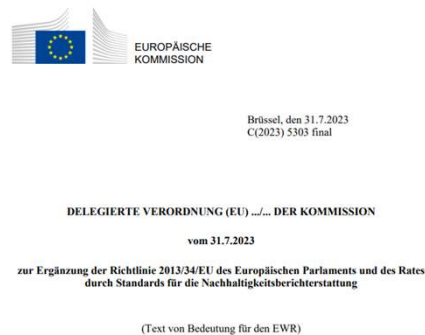 EUROPÄISCHE
KOMMISSION
Brüssel, den 31.7.2023
C(2023) 5303 final
DELEGIERTE VERORDNUNG (EU) .../... DER KOMMISSION
vom 31.7.2023
zur Ergänzung der Richtlinie 2013/34/EU des Europäischen Parlaments und des Rates
durch Standards für die Nachhaltigkeitsberichterstattung
(Text von Bedeutung für den EWR)